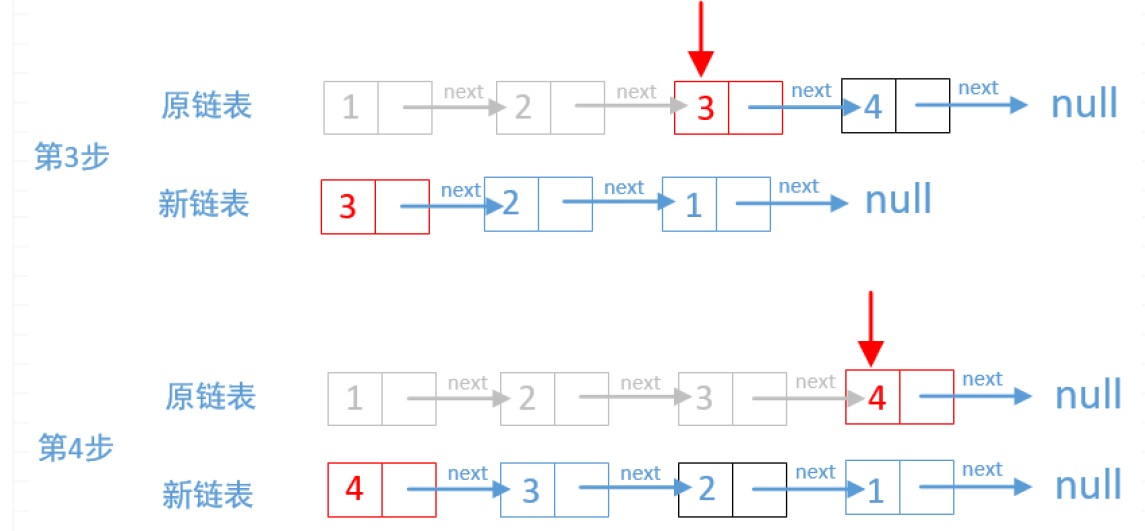 原链表 1 next 2 next 3 next 4 next null
第3步
新链表 3 next 2 next 1 next null
原链表 1 next 2 next 3 next 4 next null
第4步
新链表 4 next 3 next 2 next 1 next null